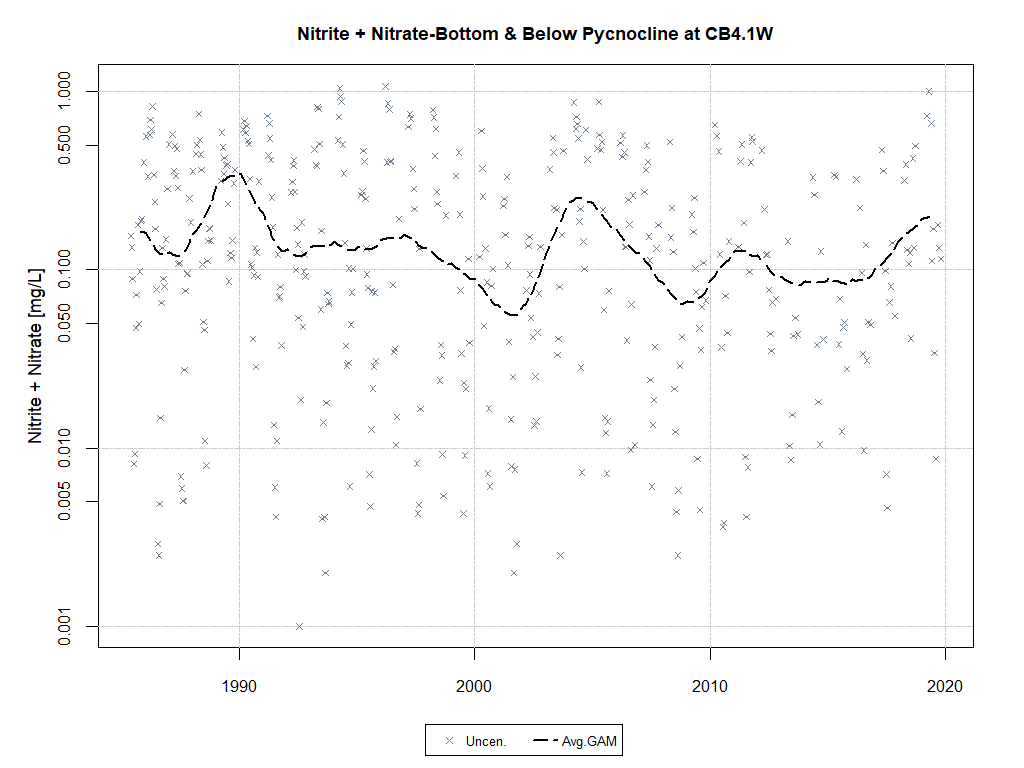 Nitrite + Nitrate-Bottom & Below Pycnocline at CB4.1W
Nitrite + Nitrate [mg/L]
1.000
0.500
0.100
0.050
0.010
0.005
0.001
1990 2000 2010 2020
Uncen. Avg.GAM